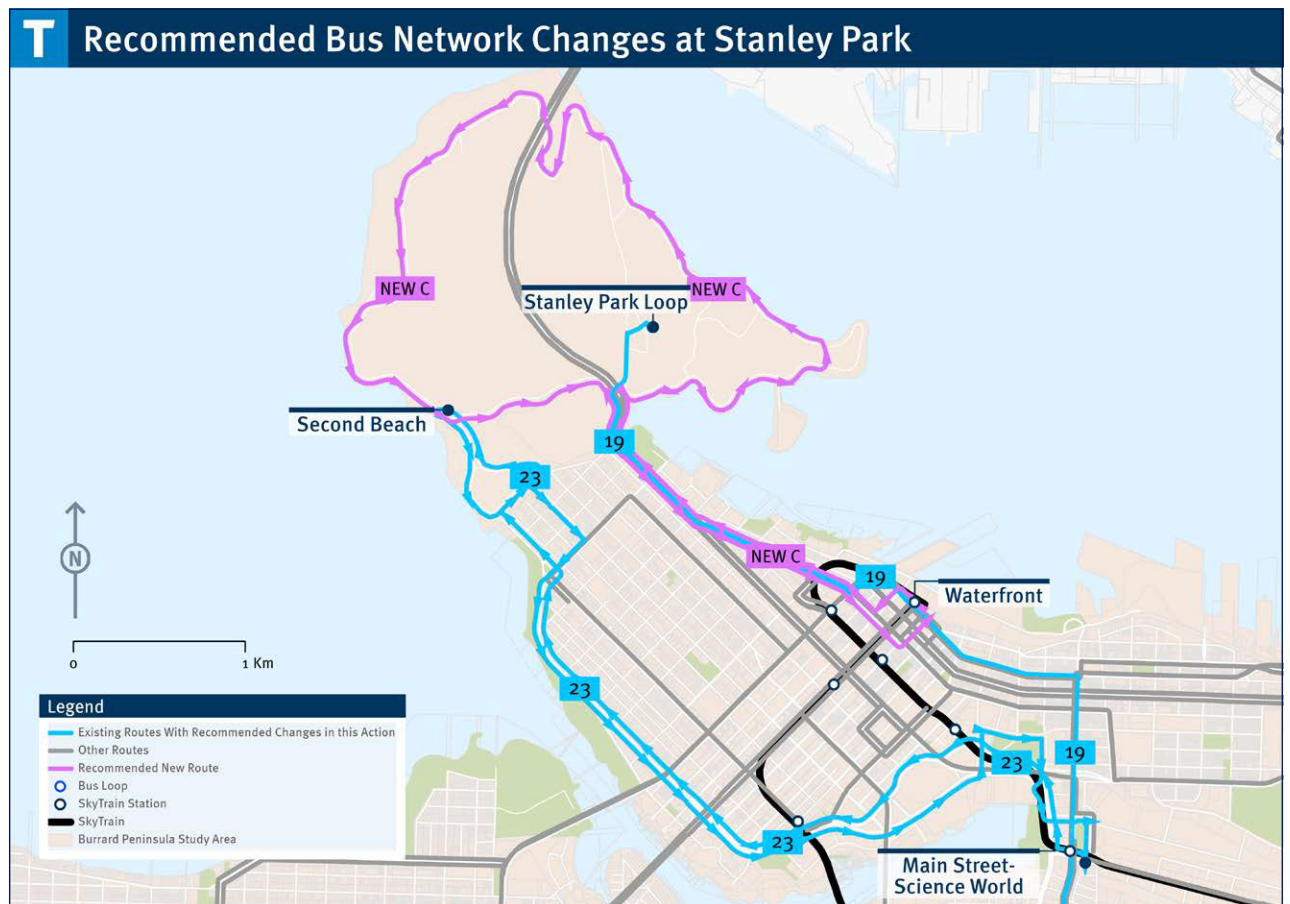 T Recommended Bus Network Changes at Stanley Park
NEW C
NEW C
Stanley Park Loop
Second Beach
19
23
NEW C
19
Waterfront
N
0 1 Km
23
19
23
23
Main Street-
Science World
Legend
Existing Routes With Recommended Changes in this Action
Other Routes
Recommended New Route
Bus Loop
SkyTrain Station
SkyTrain
Burrard Peninsula Study Area